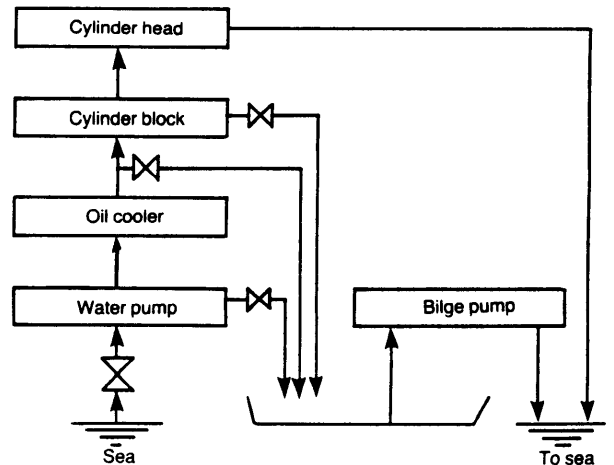 Cylinder head
Cylinder block
Oil cooler
Water pump
Bilge pump
Sea
To sea